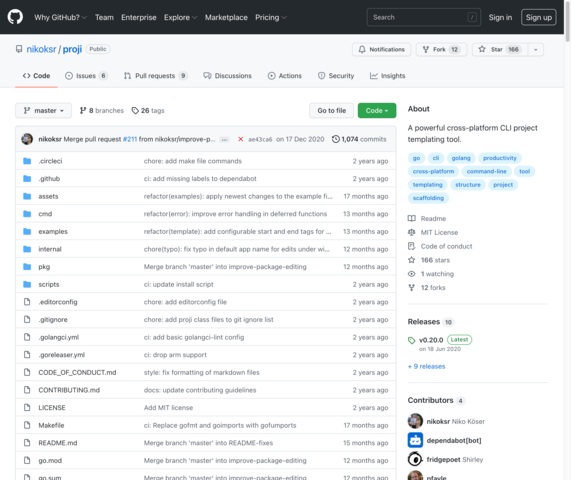 Why GitHub? Team Enterprise Explore Marketplace Pricing Search / Sign in Sign up
nikoksr / proji Public Notifications Fork 12 Star 166
Code Issues 6 Pull requests 9 Discussions Actions Security Insights
master 8 branches 26 tags Go to file Code
nikoksr Merge pull request #211 from nikoksr/improve-p... ... ae43ca6 on 17 Dec 2020 1,074 commits
.circleci chore: add make file commands 2 years ago
.github ci: add missing labels to dependabot 2 years ago
assets refactor(examples): apply newest changes to the example fi... 17 months ago
cmd refactor(error): improve error handling in deferred functions 13 months ago
examples refactor(template): add configurable start and end tags for ... 13 months ago
internal chore(typo): fix typo in default app name for edits under wi... 12 months ago
pkg Merge branch 'master' into improve-package-editing 12 months ago
scripts ci: update install script 2 years ago
.editorconfig chore: add editorconfig file 2 years ago
.gitignore chore: add proji class files to git ignore list 2 years ago
.golangci.yml ci: add basic golangci-lint config 2 years ago
.goreleaser.yml ci: drop arm support 2 years ago
CODE_OF_CONDUCT.md style: fix formatting of markdown files 2 years ago
CONTRIBUTING.md docs: update contributing guidelines 2 years ago
LICENSE Add MIT license 2 years ago
Makefile ci: Replace gofmt and goimports with gofumports 17 months ago
README.md Merge branch 'master' into README-fixes 15 months ago
go.mod Merge branch 'master' into improve-package-editing 12 months ago
go.sum Merge branch 'master' into improve-package-editing 12 months ago
About
A powerful cross-platform CLI project
templating tool.
go cli golang productivity
cross-platform command-line tool
templating structure project
scaffolding
Readme
MIT License
Code of conduct
166 stars
1 watching
12 forks
Releases 10
v0.20.0 Latest
on 18 Jun 2020
+ 9 releases
Contributors 4
nikoksr Niko Köser
dependabot[bot]
fridgepoet Shirley